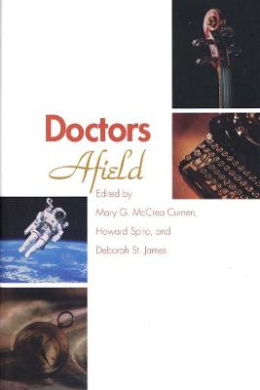 Doctors
Afield
Edited by
Mary G. McCrea Curnen,
Howard Spiro, and
Deborah St. James